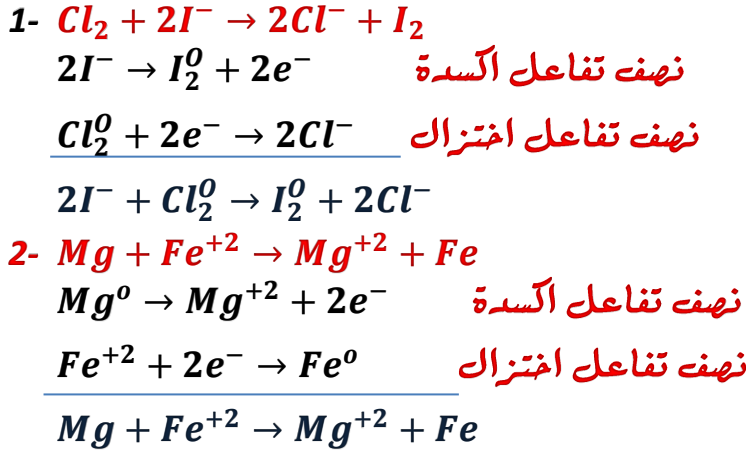 1- Cl₂ + 2I⁻ → 2Cl⁻ + I₂
2I⁻ → I₂⁰ + 2e⁻ نصف تفاعل اكسدة
Cl₂⁰ + 2e⁻ → 2Cl⁻ نصف تفاعل اختزال
2I⁻ + Cl₂⁰ → I₂⁰ + 2Cl⁻
2- Mg + Fe⁺² → Mg⁺² + Fe
Mg⁰ → Mg⁺² + 2e⁻ نصف تفاعل اكسدة
Fe⁺² + 2e⁻ → Fe⁰ نصف تفاعل اختزال
Mg + Fe⁺² → Mg⁺² + Fe